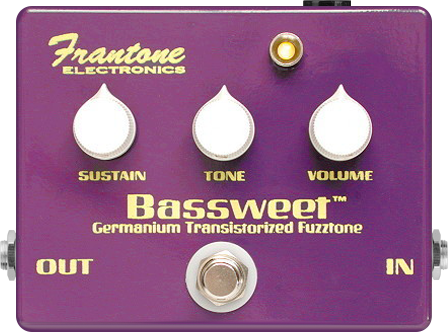 Frantone
ELECTRONICS
SUSTAIN TONE VOLUME
Bassweet™
Germanium Transistorized Fuzztone
OUT IN